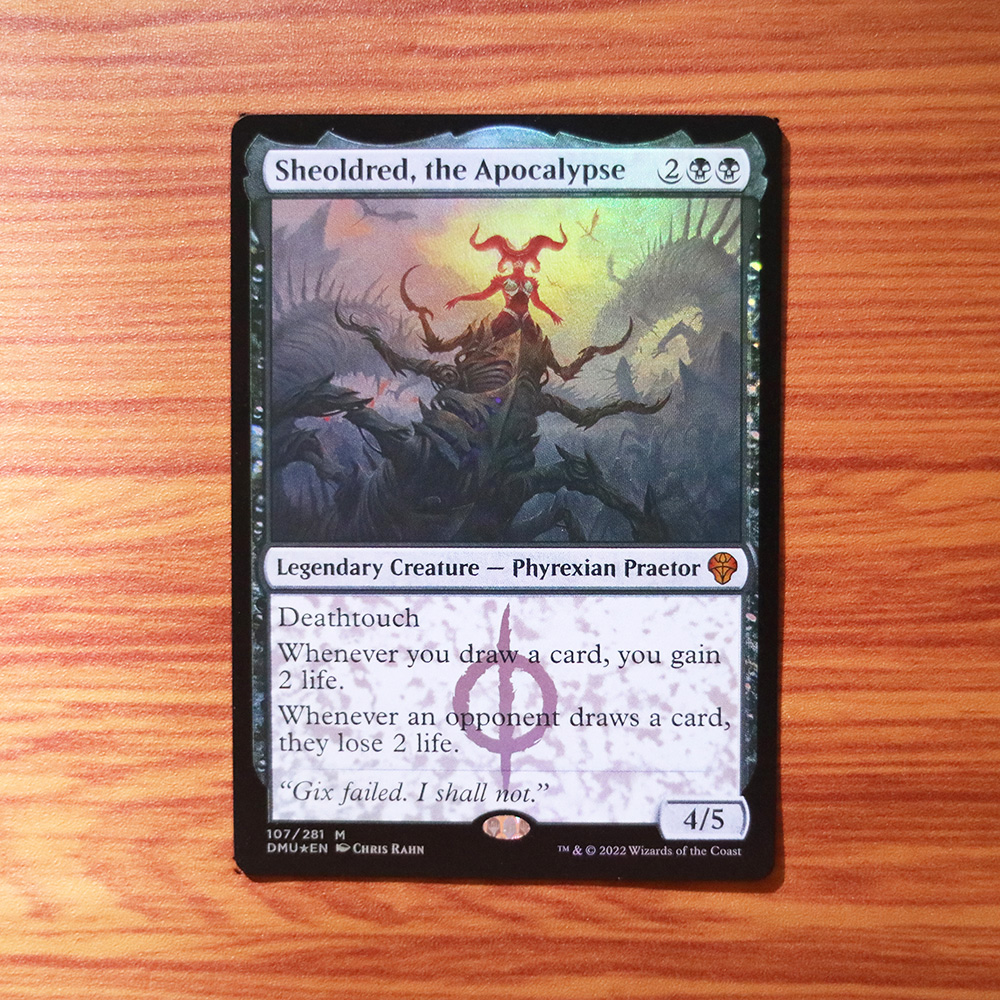 Sheoldred, the Apocalypse 2
Legendary Creature — Phyrexian Praetor
Deathtouch
Whenever you draw a card, you gain
2 life.
Whenever an opponent draws a card,
they lose 2 life.
“Gix failed. I shall not.”
4/5
107/281 M
DMU★EN Chris Rahn
™ & © 2022 Wizards of the Coast